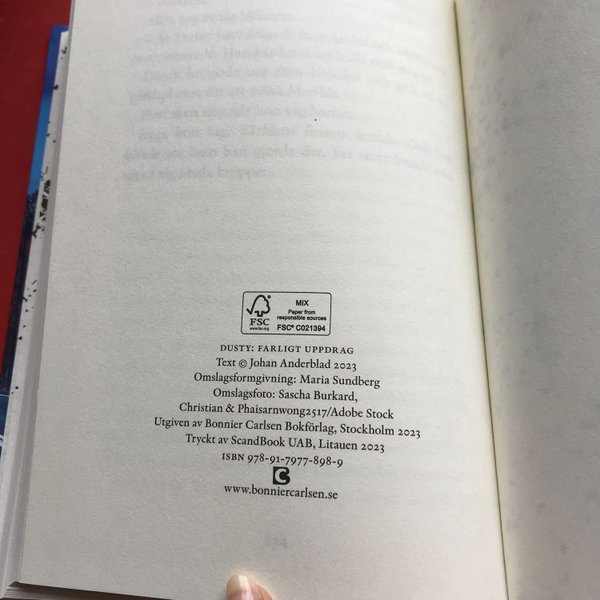 FSC
www.fsc.org
MIX
Paper from
responsible sources
FSC® C021394
DUSTY: FARLIGT UPPDRAG
Text © Johan Anderblad 2023
Omslagsformgivning: Maria Sundberg
Omslagsfoto: Sascha Burkard,
Christian & Phaisarnwong2517/Adobe Stock
Utgiven av Bonnier Carlsen Bokförlag, Stockholm 2023
Tryckt av ScandBook UAB, Litauen 2023
ISBN 978-91-7977-898-9
www.bonniercarlsen.se